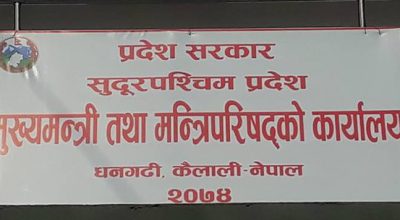 प्रदेश सरकार
सुदूरपश्चिम प्रदेश
मुख्यमन्त्री तथा मन्त्रिपरिषद्को कार्यालय
धनगढी, कैलाली-नेपाल
२०७४